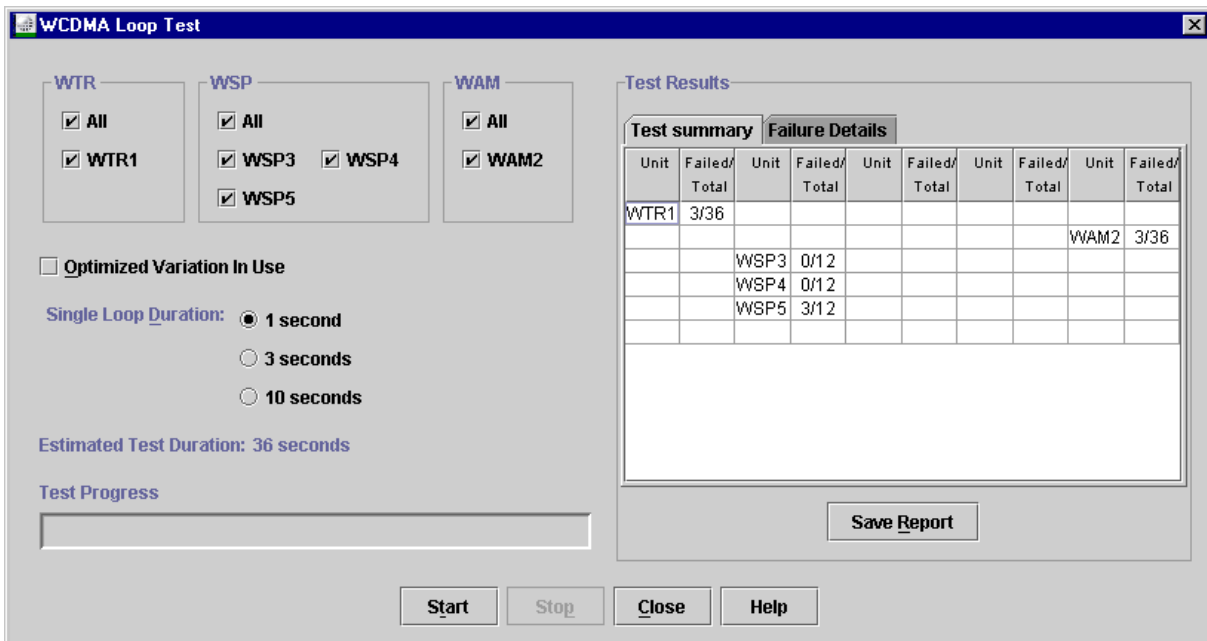 WCDMA Loop Test
WTR
All
WTR1
WSP
All
WSP3 WSP4
WSP5
WAM
All
WAM2
Optimized Variation In Use
Single Loop Duration:
1 second
3 seconds
10 seconds
Estimated Test Duration: 36 seconds
Test Progress
Test Results
Test summary Failure Details
Unit Failed/ Total Unit Failed/ Total Unit Failed/ Total Unit Failed/ Total Unit Failed/ Total
WTR1 3/36
WAM2 3/36
WSP3 0/12
WSP4 0/12
WSP5 3/12
Save Report
Start Stop Close Help